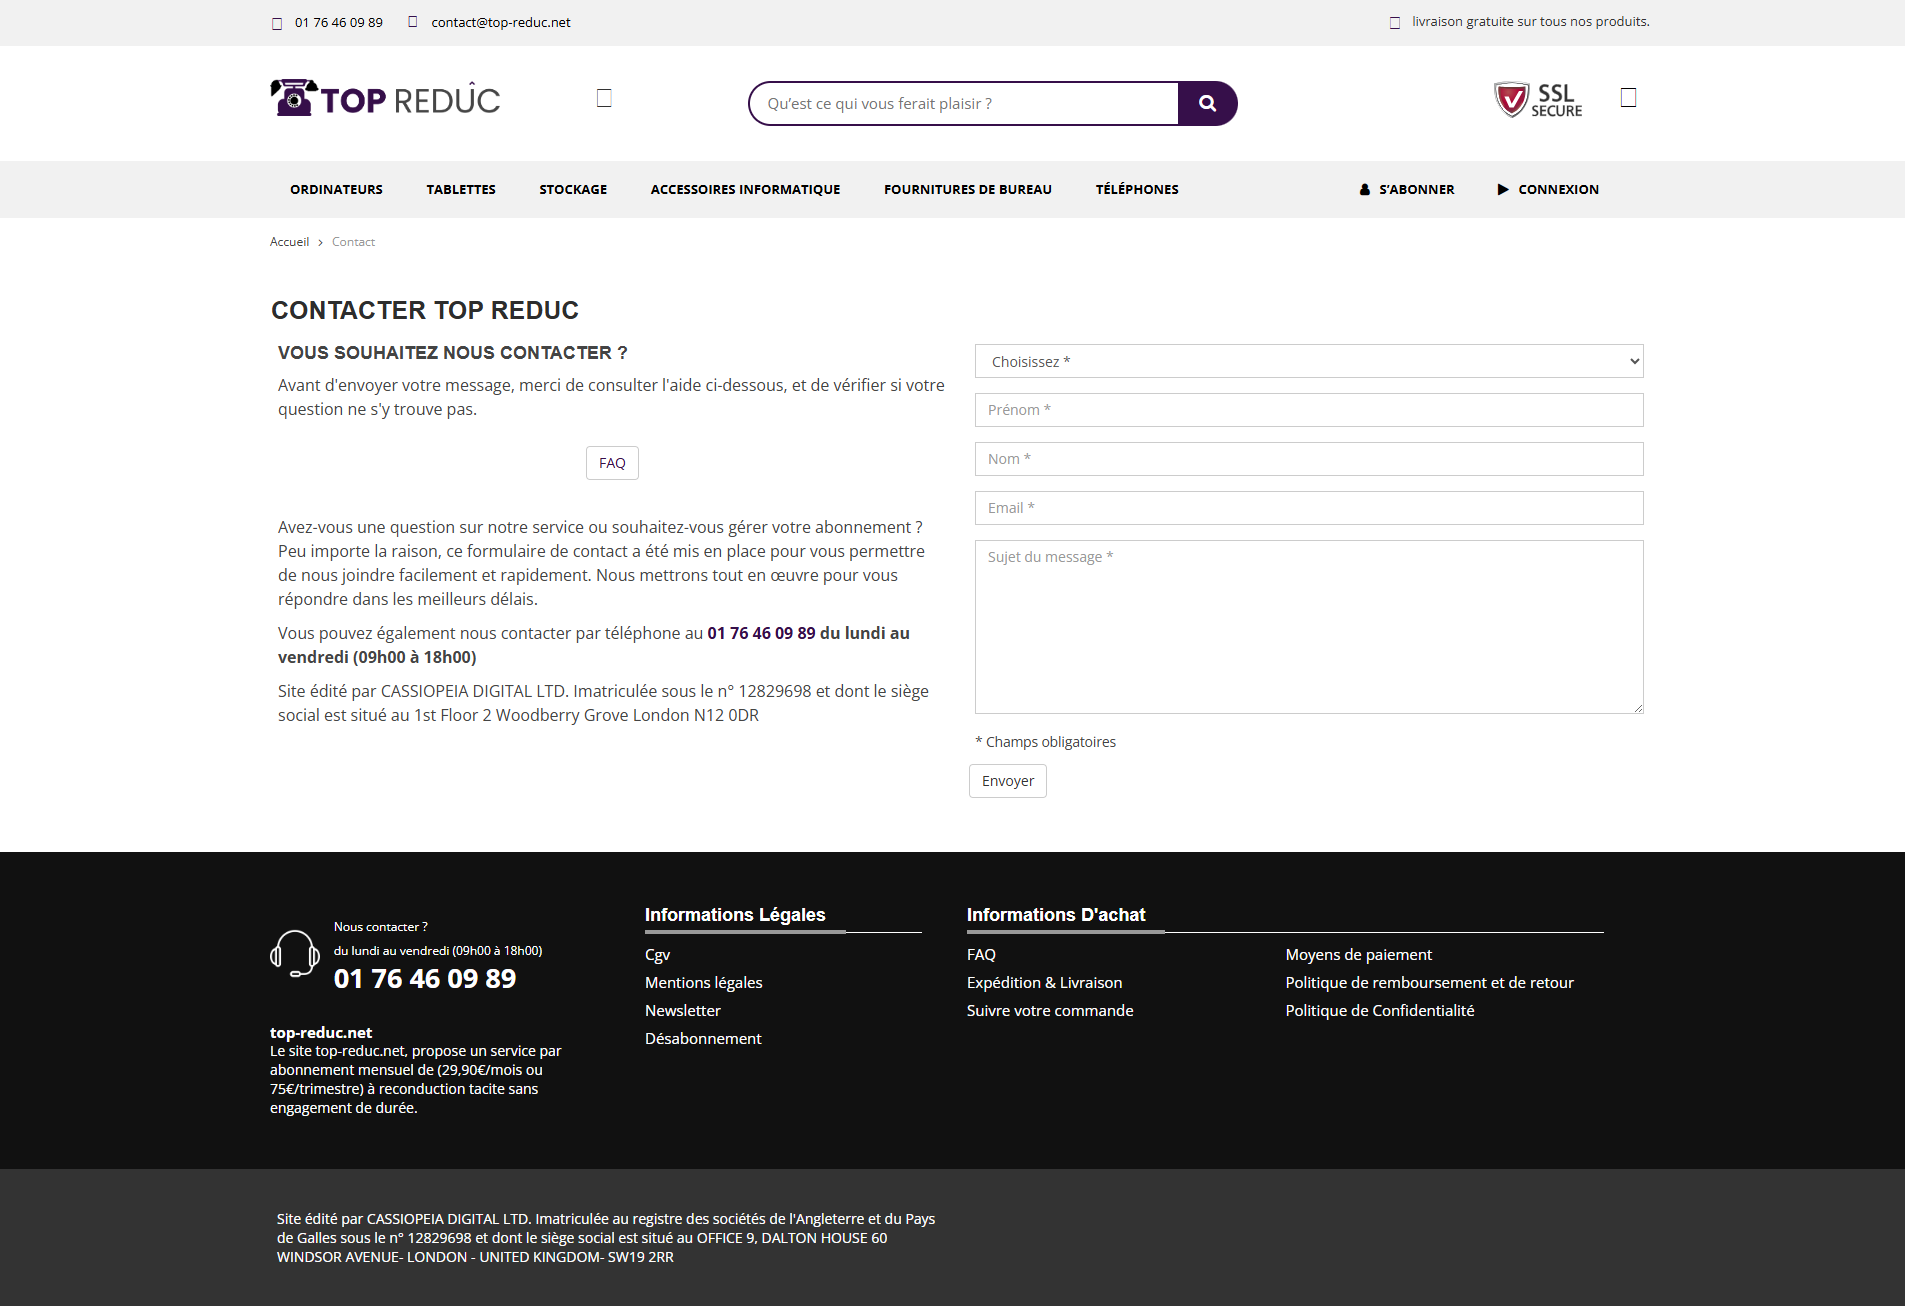 01 76 46 09 89 contact@top-reduc.net livraison gratuite sur tous nos produits.
TOP REDÛC
Qu’est ce qui vous ferait plaisir ?
SSL
SECURE
ORDINATEURS TABLETTES STOCKAGE ACCESSOIRES INFORMATIQUE FOURNITURES DE BUREAU TÉLÉPHONES S’ABONNER CONNEXION
Accueil > Contact
CONTACTER TOP REDUC
VOUS SOUHAITEZ NOUS CONTACTER ?
Avant d'envoyer votre message, merci de consulter l'aide ci-dessous, et de vérifier si votre
question ne s'y trouve pas.
FAQ
Avez-vous une question sur notre service ou souhaitez-vous gérer votre abonnement ?
Peu importe la raison, ce formulaire de contact a été mis en place pour vous permettre
de nous joindre facilement et rapidement. Nous mettrons tout en œuvre pour vous
répondre dans les meilleurs délais.
Vous pouvez également nous contacter par téléphone au 01 76 46 09 89 du lundi au
vendredi (09h00 à 18h00)
Site édité par CASSIOPEIA DIGITAL LTD. Imatriculée sous le n° 12829698 et dont le siège
social est situé au 1st Floor 2 Woodberry Grove London N12 0DR
Choisissez *
Prénom *
Nom *
Email *
Sujet du message *
* Champs obligatoires
Envoyer
Nous contacter ?
du lundi au vendredi (09h00 à 18h00)
01 76 46 09 89
top-reduc.net
Le site top-reduc.net, propose un service par
abonnement mensuel de (29,90€/mois ou
75€/trimestre) à reconduction tacite sans
engagement de durée.
Informations Légales
Cgv
Mentions légales
Newsletter
Désabonnement
Informations D'achat
FAQ
Expédition & Livraison
Suivre votre commande
Moyens de paiement
Politique de remboursement et de retour
Politique de Confidentialité
Site édité par CASSIOPEIA DIGITAL LTD. Imatriculée au registre des sociétés de l'Angleterre et du Pays
de Galles sous le n° 12829698 et dont le siège social est situé au OFFICE 9, DALTON HOUSE 60
WINDSOR AVENUE- LONDON - UNITED KINGDOM- SW19 2RR